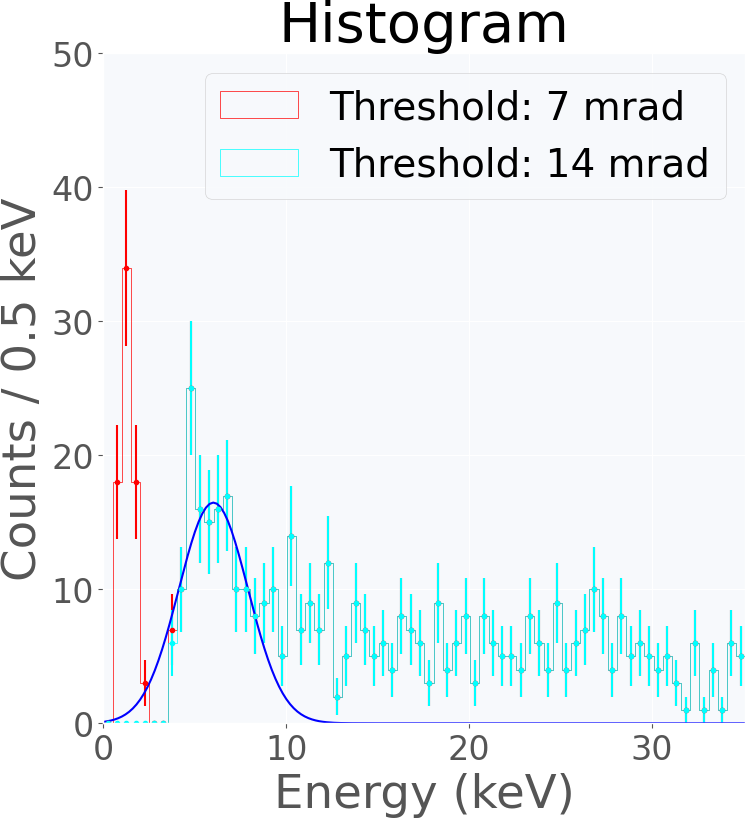 Histogram
50
40
30
20
10
0
Counts / 0.5 keV
Threshold: 7 mrad
Threshold: 14 mrad
0 10 20 30
Energy (keV)